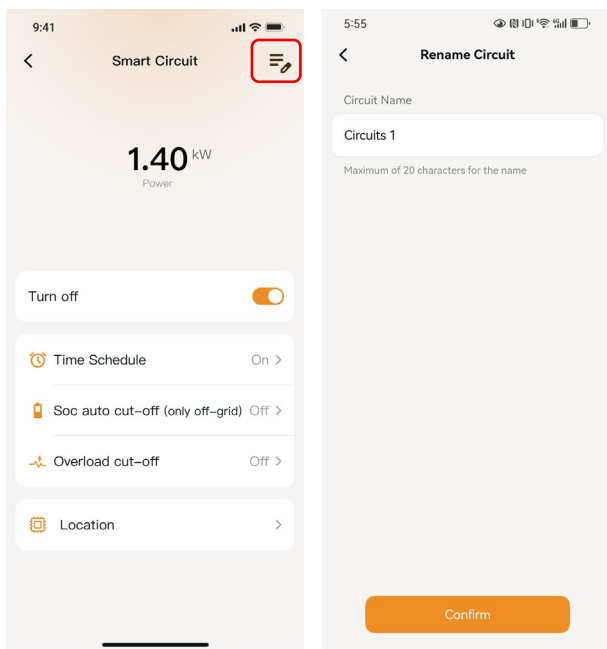 9:41
Smart Circuit
1.40 kW
Power
Turn off
Time Schedule On
Soc auto cut-off (only off-grid) Off
Overload cut-off Off
Location
5:55
Rename Circuit
Circuit Name
Circuits 1
Maximum of 20 characters for the name
Confirm